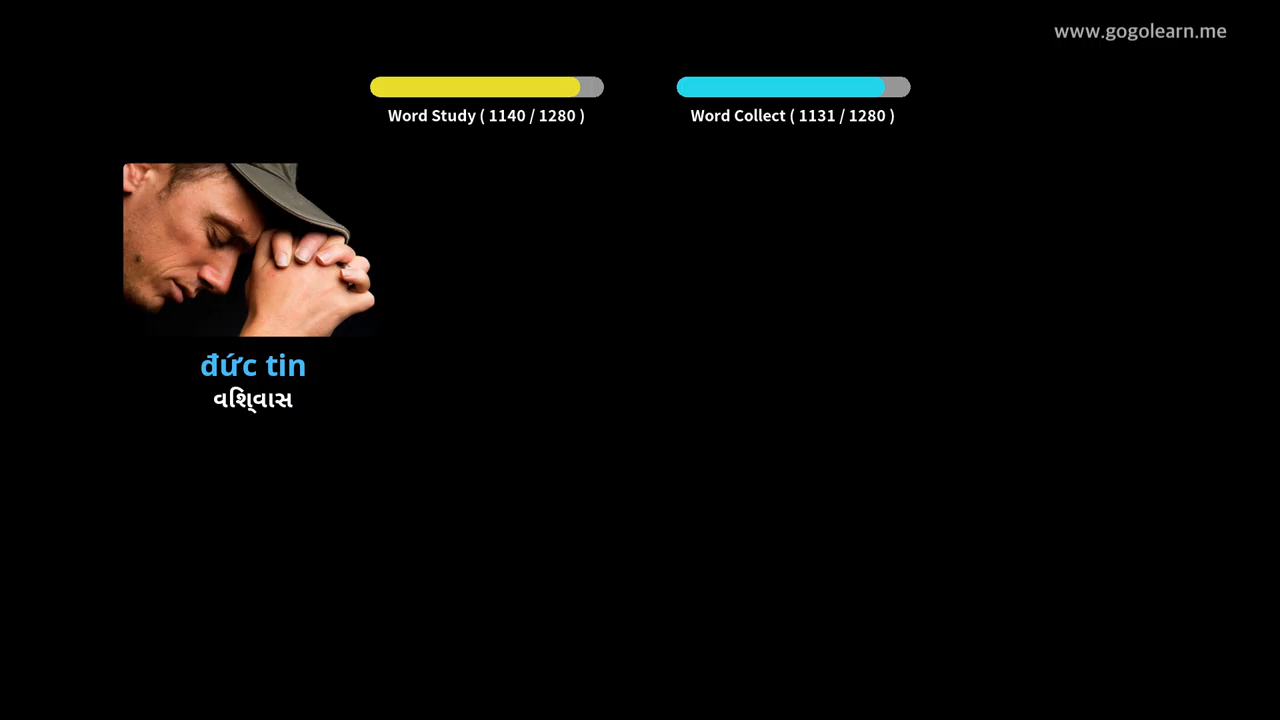 www.gogolearn.me
Word Study ( 1140 / 1280 )
Word Collect ( 1131 / 1280 )
đức tin
વિશ્વાસ